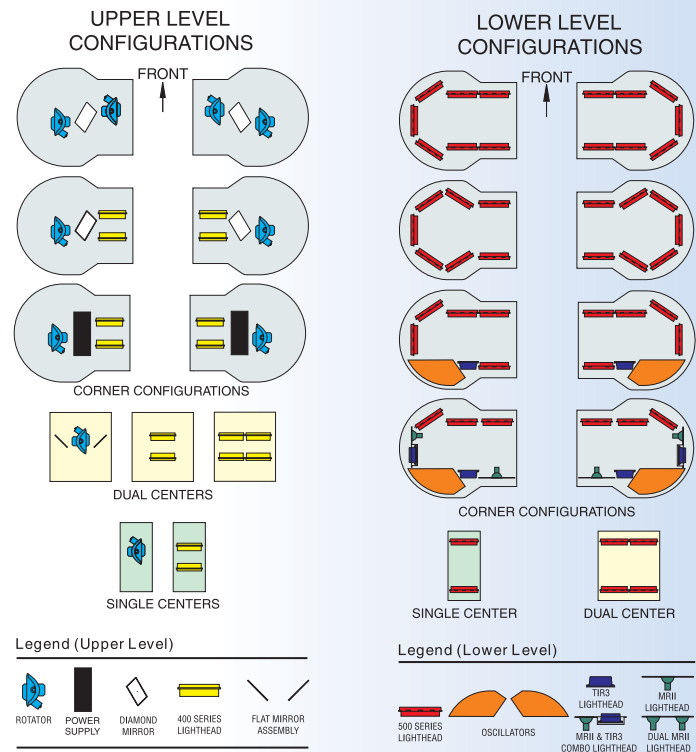 UPPER LEVEL
CONFIGURATIONS
FRONT
CORNER CONFIGURATIONS
DUAL CENTERS
SINGLE CENTERS
Legend (Upper Level)
ROTATOR
POWER
SUPPLY
DIAMOND
MIRROR
400 SERIES
LIGHTHEAD
FLAT MIRROR
ASSEMBLY
LOWER LEVEL
CONFIGURATIONS
FRONT
CORNER CONFIGURATIONS
SINGLE CENTER
DUAL CENTER
Legend (Lower Level)
500 SERIES
LIGHTHEAD
OSCILLATORS
TIR3
LIGHTHEAD
MRII
LIGHTHEAD
MRII & TIR3
COMBO LIGHTHEAD
DUAL MRII
LIGHTHEAD